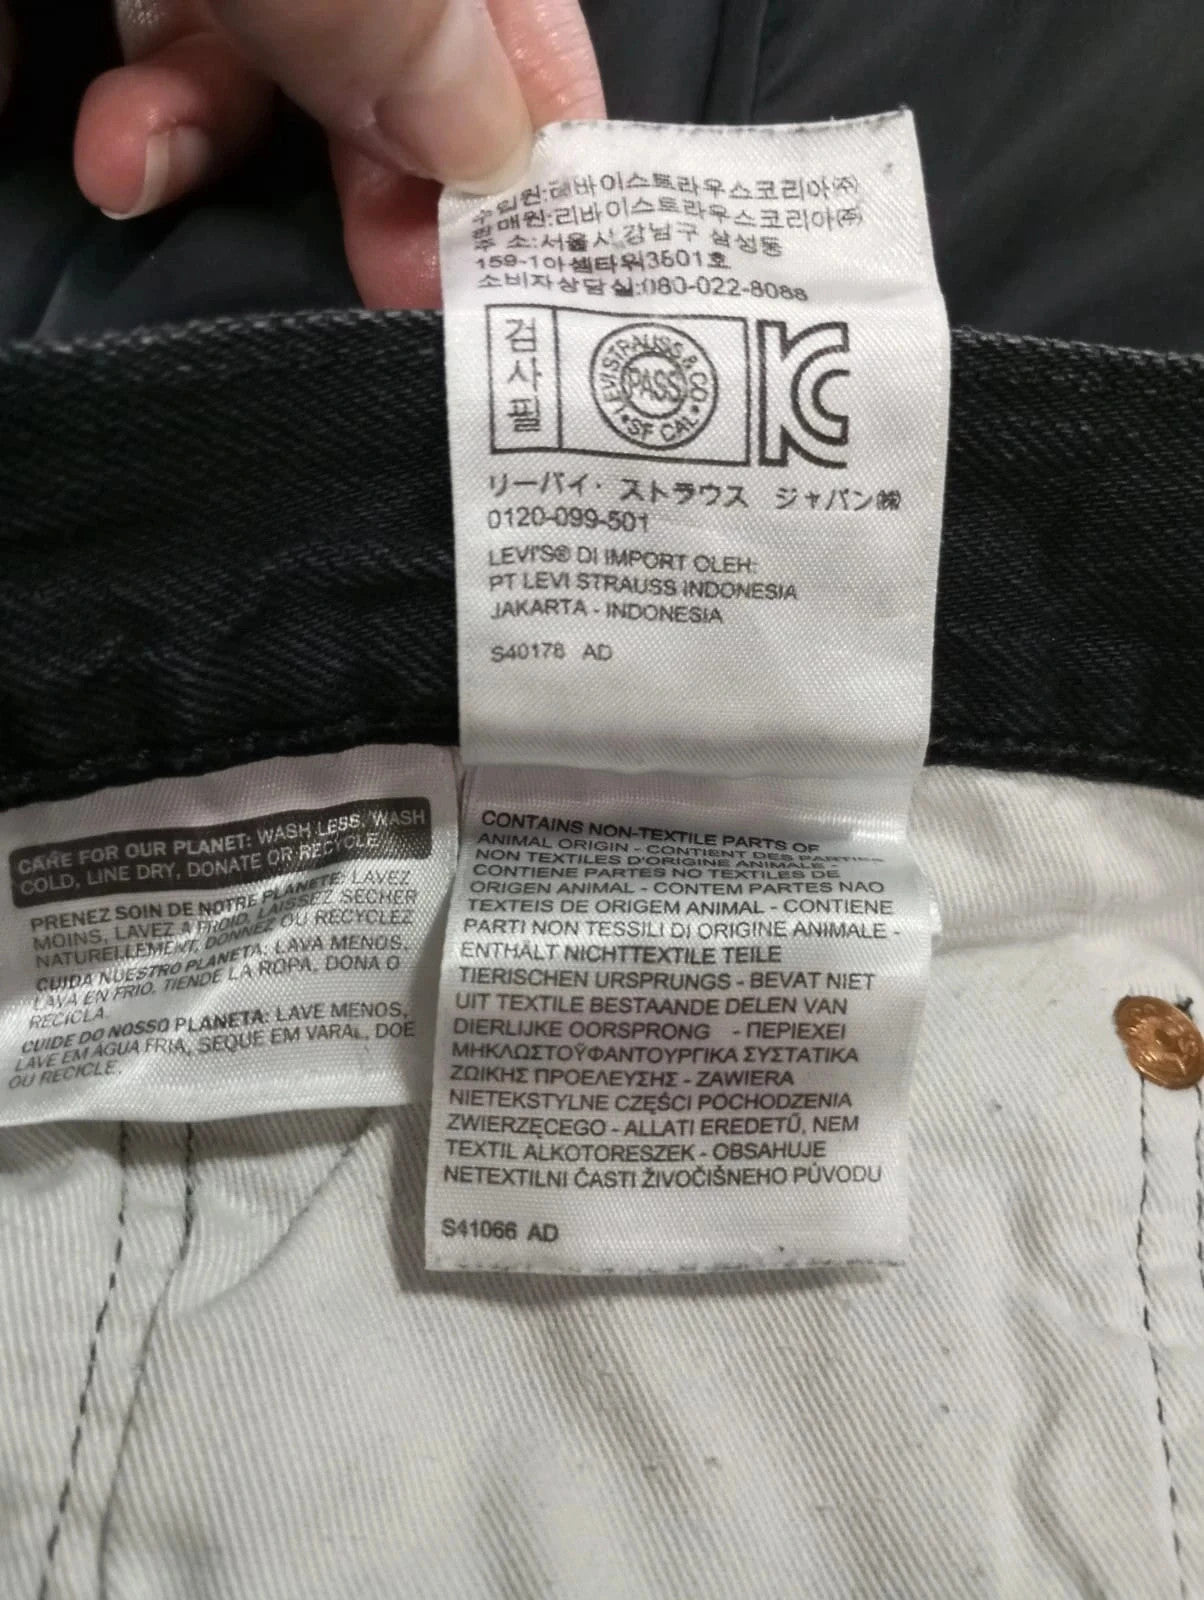 수입원:리바이스트라우스코리아㈜
판매원:리바이스트라우스코리아㈜
주 소:서울시 강남구 삼성동
159-1아셈타워3501호
소비자상담실:080-022-8088
검사필
LEVI STRAUSS & CO
PASS
SF CAL
リーバイ・ストラウス ジャパン㈱
0120-099-501
LEVI'S® DI IMPORT OLEH:
PT LEVI STRAUSS INDONESIA
JAKARTA - INDONESIA
S40178 AD
CARE FOR OUR PLANET: WASH LESS, WASH
COLD, LINE DRY, DONATE OR RECYCLE
PRENEZ SOIN DE NOTRE PLANETE: LAVEZ
MOINS, LAVEZ A FROID, LAISSEZ SECHER
NATURELLEMENT, DONNEZ OU RECYCLEZ
CUIDA NUESTRO PLANETA: LAVA MENOS,
LAVA EN FRIO, TIENDE LA ROPA, DONA O
RECICLA.
CUIDE DO NOSSO PLANETA: LAVE MENOS,
LAVE EM AGUA FRIA, SEQUE EM VARAL, DOE
OU RECICLE.
CONTAINS NON-TEXTILE PARTS OF
ANIMAL ORIGIN - CONTIENT DES PARTIES
NON TEXTILES D'ORIGINE ANIMALE -
CONTIENE PARTES NO TEXTILES DE
ORIGEN ANIMAL - CONTEM PARTES NAO
TEXTEIS DE ORIGEM ANIMAL - CONTIENE
PARTI NON TESSILI DI ORIGINE ANIMALE -
ENTHÄLT NICHTTEXTILE TEILE
TIERISCHEN URSPRUNGS - BEVAT NIET
UIT TEXTILE BESTAANDE DELEN VAN
DIERLIJKE OORSPRONG - ΠΕΡΙΕΧΕΙ
ΜΗΚΛΩΣΤΟΫΦΑΝΤΟΥΡΓΙΚΑ ΣΥΣΤΑΤΙΚΑ
ΖΩΙΚΗΣ ΠΡΟΕΛΕΥΣΗΣ - ZAWIERA
NIETEKSTYLNE CZĘŚCI POCHODZENIA
ZWIERZĘCEGO - ALLATI EREDETŰ, NEM
TEXTIL ALKOTORESZEK - OBSAHUJE
NETEXTILNI ČASTI ŽIVOČIŠNEHO PŮVODU
S41066 AD